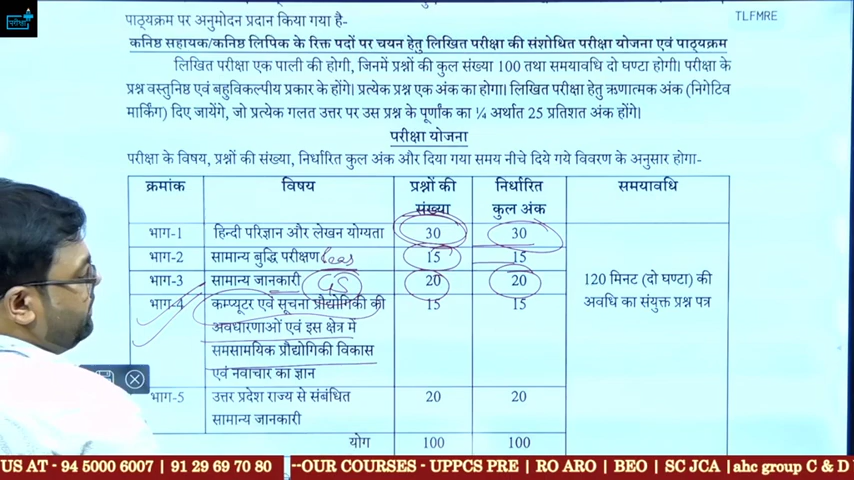 परीक्षा
TLFMRE
पाठ्यक्रम पर अनुमोदन प्रदान किया गया है-
कनिष्ठ सहायक/कनिष्ठ लिपिक के रिक्त पदों पर चयन हेतु लिखित परीक्षा की संशोधित परीक्षा योजना एवं पाठ्यक्रम
लिखित परीक्षा एक पाली की होगी, जिनमें प्रश्नों की कुल संख्या 100 तथा समयावधि दो घण्टा होगी। परीक्षा के
प्रश्न वस्तुनिष्ठ एवं बहुविकल्पीय प्रकार के होंगे। प्रत्येक प्रश्न एक अंक का होगा। लिखित परीक्षा हेतु ऋणात्मक अंक (निगेटिव
मार्किंग) दिए जायेंगे, जो प्रत्येक गलत उत्तर पर उस प्रश्न के पूर्णांक का ¼ अर्थात 25 प्रतिशत अंक होंगे।
परीक्षा योजना
परीक्षा के विषय, प्रश्नों की संख्या, निर्धारित कुल अंक और दिया गया समय नीचे दिये गये विवरण के अनुसार होगा-
क्रमांक विषय प्रश्नों की संख्या निर्धारित कुल अंक समयावधि
भाग-1 हिन्दी परिज्ञान और लेखन योग्यता 30 30
भाग-2 सामान्य बुद्धि परीक्षण 15 15
भाग-3 सामान्य जानकारी GS 20 20
120 मिनट (दो घण्टा) की
अवधि का संयुक्त प्रश्न पत्र
भाग-4 कम्प्यूटर एवं सूचना प्रौद्योगिकी की 15 15
अवधारणाओं एवं इस क्षेत्र में
समसामयिक प्रौद्योगिकी विकास
एवं नवाचार का ज्ञान
भाग-5 उत्तर प्रदेश राज्य से संबंधित 20 20
सामान्य जानकारी
योग 100 100
US AT - 94 5000 6007 | 91 29 69 70 80 --OUR COURSES - UPPCS PRE | RO ARO | BEO | SC JCA |ahc group C & D